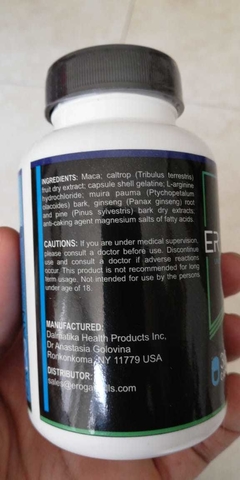 INGREDIENTS: Maca; caltrop (Tribulus terrestris)
fruit dry extract; capsule shell gelatine; L-arginine
hydrochloride; muira pauma (Ptychopetalum
olacoides) bark, ginseng (Panax ginseng) root
and pine (Pinus sylvestris) bark dry extracts;
anti-caking agent magnesium salts of fatty acids.
CAUTIONS: If you are under medical supervision,
please consult a doctor before use. Discontinue
use and consult a doctor if adverse reactions
occur. This product is not recommended for long
term usage. Not intended for use by the persons
under age of 18.
MANUFACTURED:
Dalmatika Health Products Inc.
Dr Anastasia Golovina
Ronkonkoma, NY 11779 USA
DISTRIBUTOR:
ER